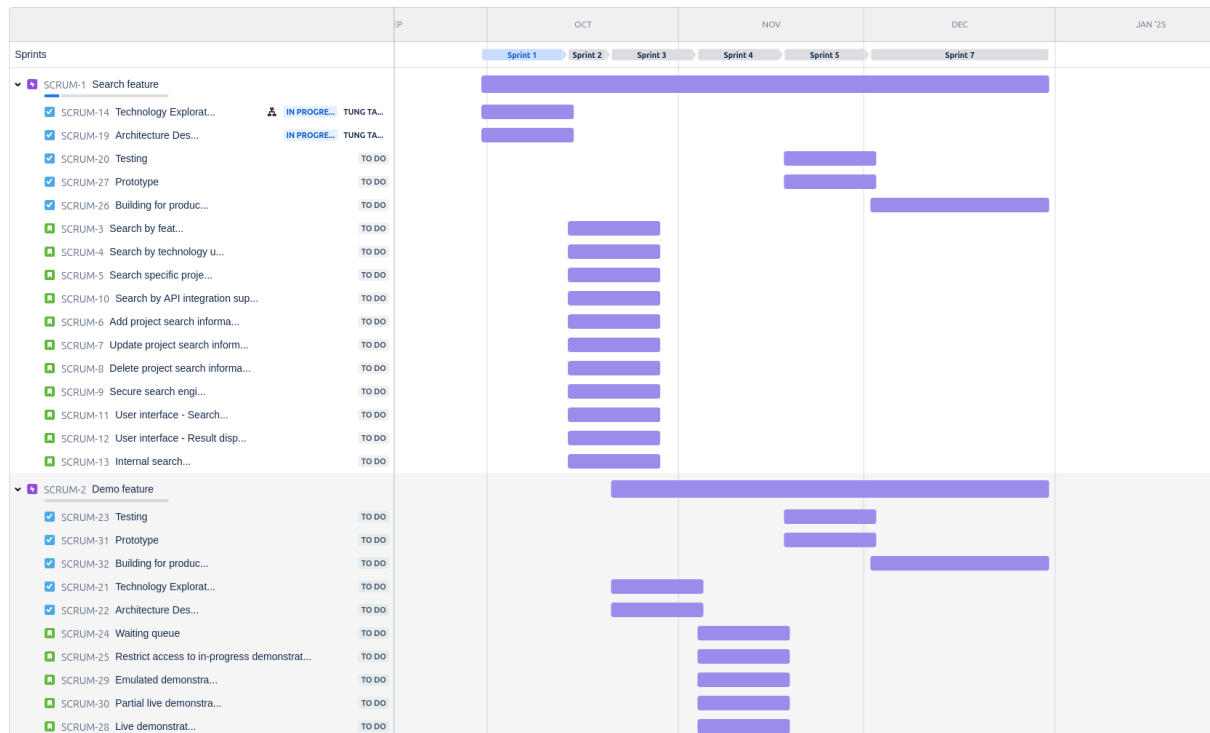 EP OCT NOV DEC JAN '25
Sprints Sprint 1 Sprint 2 Sprint 3 Sprint 4 Sprint 5 Sprint 7
SCRUM-1 Search feature
SCRUM-14 Technology Explorat... IN PROGRE... TUNG TA...
SCRUM-19 Architecture Des... IN PROGRE... TUNG TA...
SCRUM-20 Testing TO DO
SCRUM-27 Prototype TO DO
SCRUM-26 Building for produc... TO DO
SCRUM-3 Search by feat... TO DO
SCRUM-4 Search by technology u... TO DO
SCRUM-5 Search specific proje... TO DO
SCRUM-10 Search by API integration sup... TO DO
SCRUM-6 Add project search informa... TO DO
SCRUM-7 Update project search inform... TO DO
SCRUM-8 Delete project search informa... TO DO
SCRUM-9 Secure search engi... TO DO
SCRUM-11 User interface - Search... TO DO
SCRUM-12 User interface - Result disp... TO DO
SCRUM-13 Internal search... TO DO
SCRUM-2 Demo feature
SCRUM-23 Testing TO DO
SCRUM-31 Prototype TO DO
SCRUM-32 Building for produc... TO DO
SCRUM-21 Technology Explorat... TO DO
SCRUM-22 Architecture Des... TO DO
SCRUM-24 Waiting queue TO DO
SCRUM-25 Restrict access to in-progress demonstrat... TO DO
SCRUM-29 Emulated demonstra... TO DO
SCRUM-30 Partial live demonstra... TO DO
SCRUM-28 Live demonstrat... TO DO